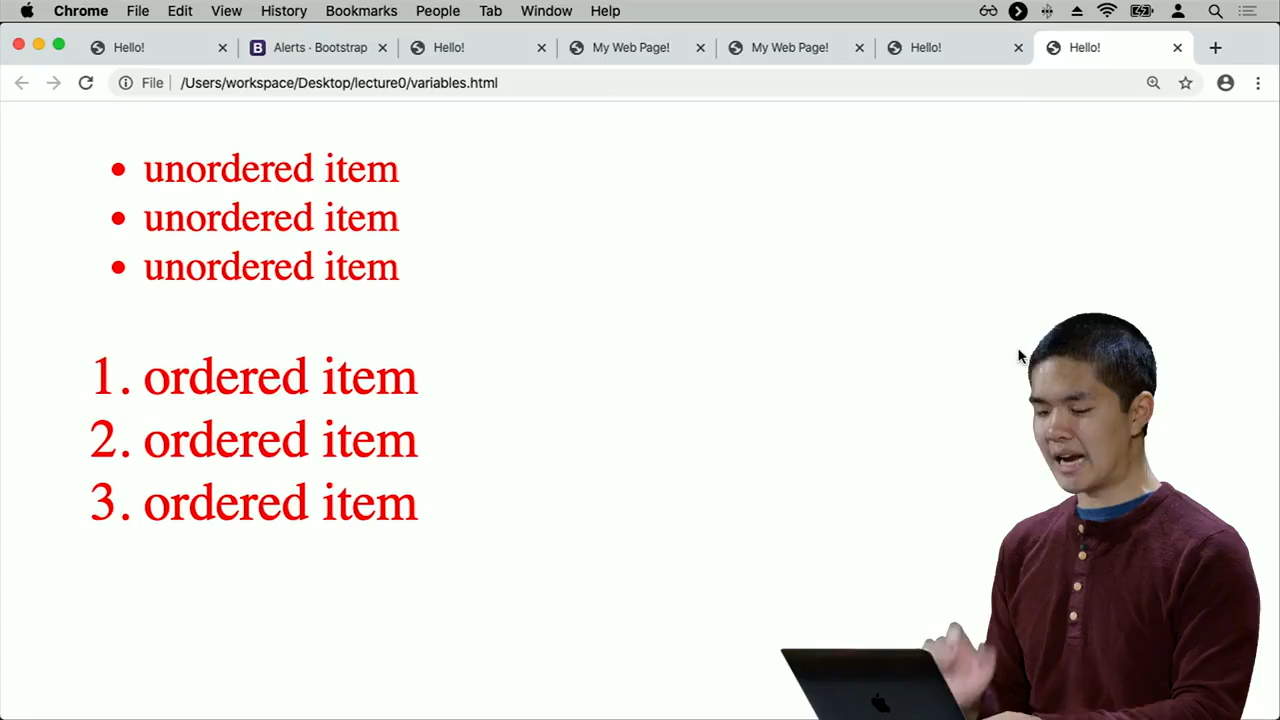 Chrome File Edit View History Bookmarks People Tab Window Help
Hello! Alerts · Bootstrap Hello! My Web Page! My Web Page! Hello! Hello!
File /Users/workspace/Desktop/lecture0/variables.html
• unordered item
• unordered item
• unordered item
1. ordered item
2. ordered item
3. ordered item